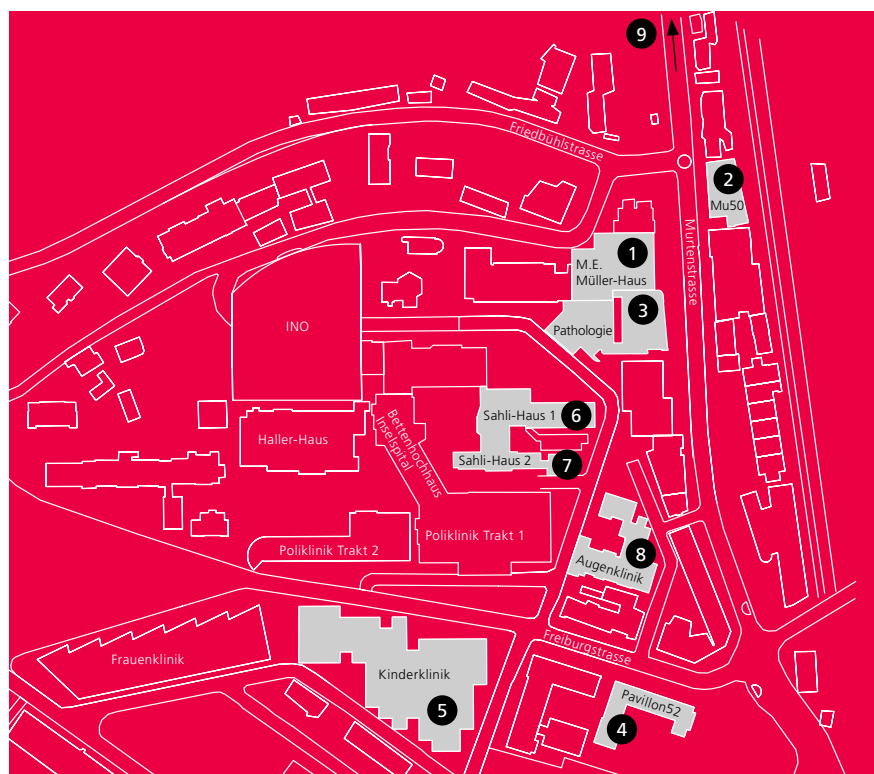 9
Friedbühlstrasse
2
Mu50
Murtenstrasse
1
M.E.
Müller-Haus
3
Pathologie
INO
Sahli-Haus 1
6
Haller-Haus
Bettenhochhaus
Inselspital
Sahli-Haus 2
7
Poliklinik Trakt 1
Poliklinik Trakt 2
8
Augenklinik
Freiburgstrasse
Frauenklinik
Kinderklinik
5
Pavillon52
4